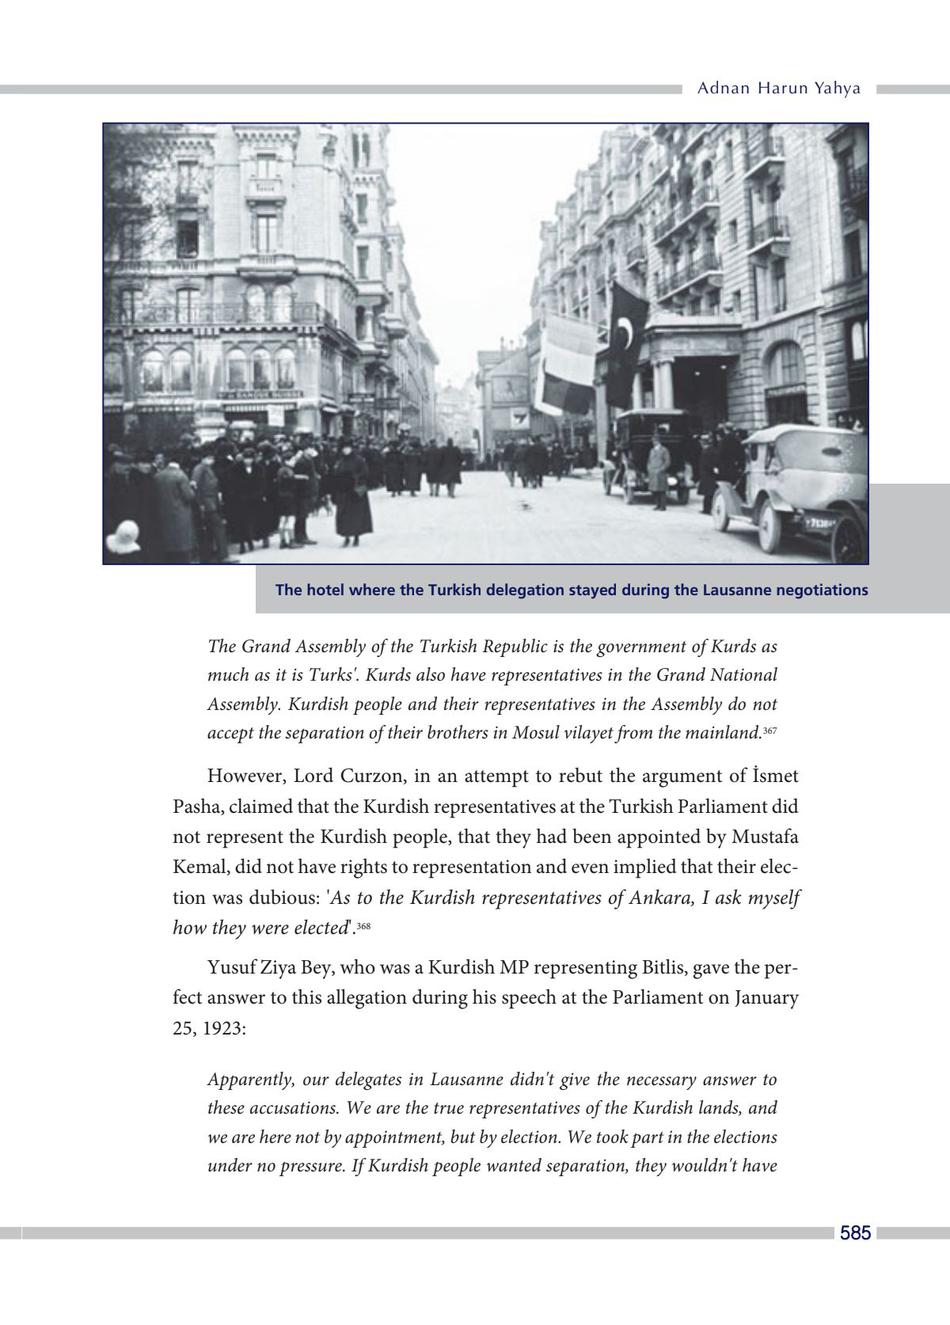 Adnan Harun Yahya
BANQUE SUISSE
The hotel where the Turkish delegation stayed during the Lausanne negotiations
The Grand Assembly of the Turkish Republic is the government of Kurds as
much as it is Turks'. Kurds also have representatives in the Grand National
Assembly. Kurdish people and their representatives in the Assembly do not
accept the separation of their brothers in Mosul vilayet from the mainland.367
However, Lord Curzon, in an attempt to rebut the argument of İsmet
Pasha, claimed that the Kurdish representatives at the Turkish Parliament did
not represent the Kurdish people, that they had been appointed by Mustafa
Kemal, did not have rights to representation and even implied that their elec-
tion was dubious: 'As to the Kurdish representatives of Ankara, I ask myself
how they were elected'.368
Yusuf Ziya Bey, who was a Kurdish MP representing Bitlis, gave the per-
fect answer to this allegation during his speech at the Parliament on January
25, 1923:
Apparently, our delegates in Lausanne didn't give the necessary answer to
these accusations. We are the true representatives of the Kurdish lands, and
we are here not by appointment, but by election. We took part in the elections
under no pressure. If Kurdish people wanted separation, they wouldn't have
585